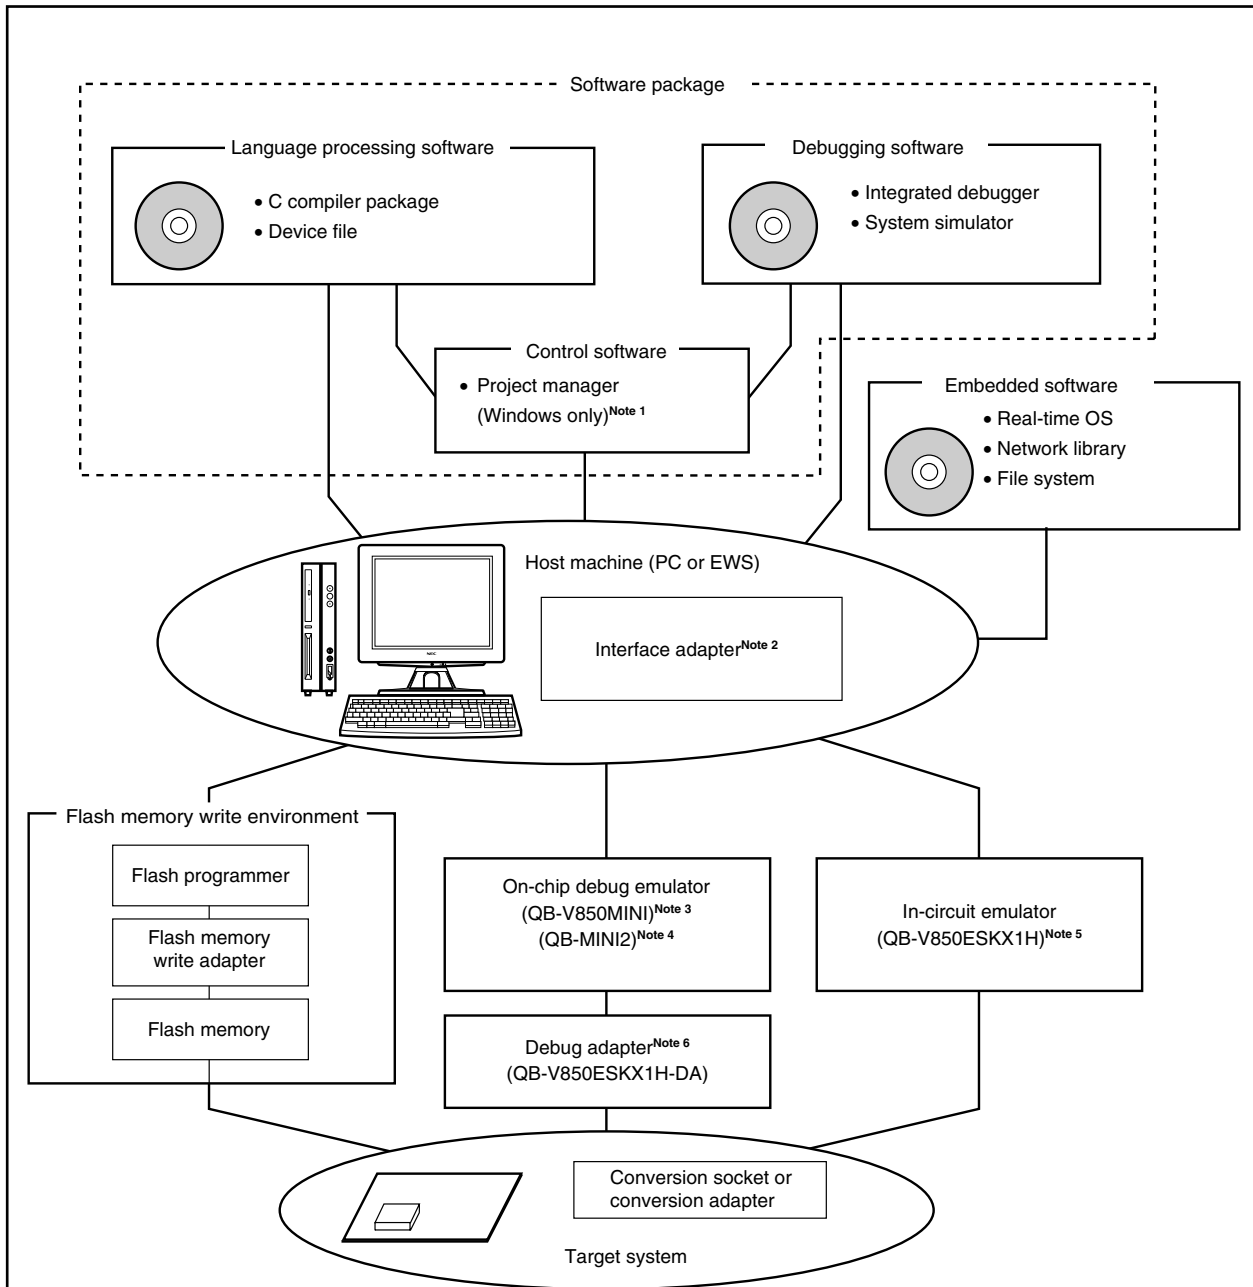 Software package
Language processing software
• C compiler package
• Device file
Debugging software
• Integrated debugger
• System simulator
Control software
• Project manager
(Windows only)Note 1
Embedded software
• Real-time OS
• Network library
• File system
Host machine (PC or EWS)
NEC
Interface adapterNote 2
Flash memory write environment
Flash programmer
Flash memory
write adapter
Flash memory
On-chip debug emulator
(QB-V850MINI)Note 3
(QB-MINI2)Note 4
In-circuit emulator
(QB-V850ESKX1H)Note 5
Debug adapterNote 6
(QB-V850ESKX1H-DA)
Conversion socket or
conversion adapter
Target system